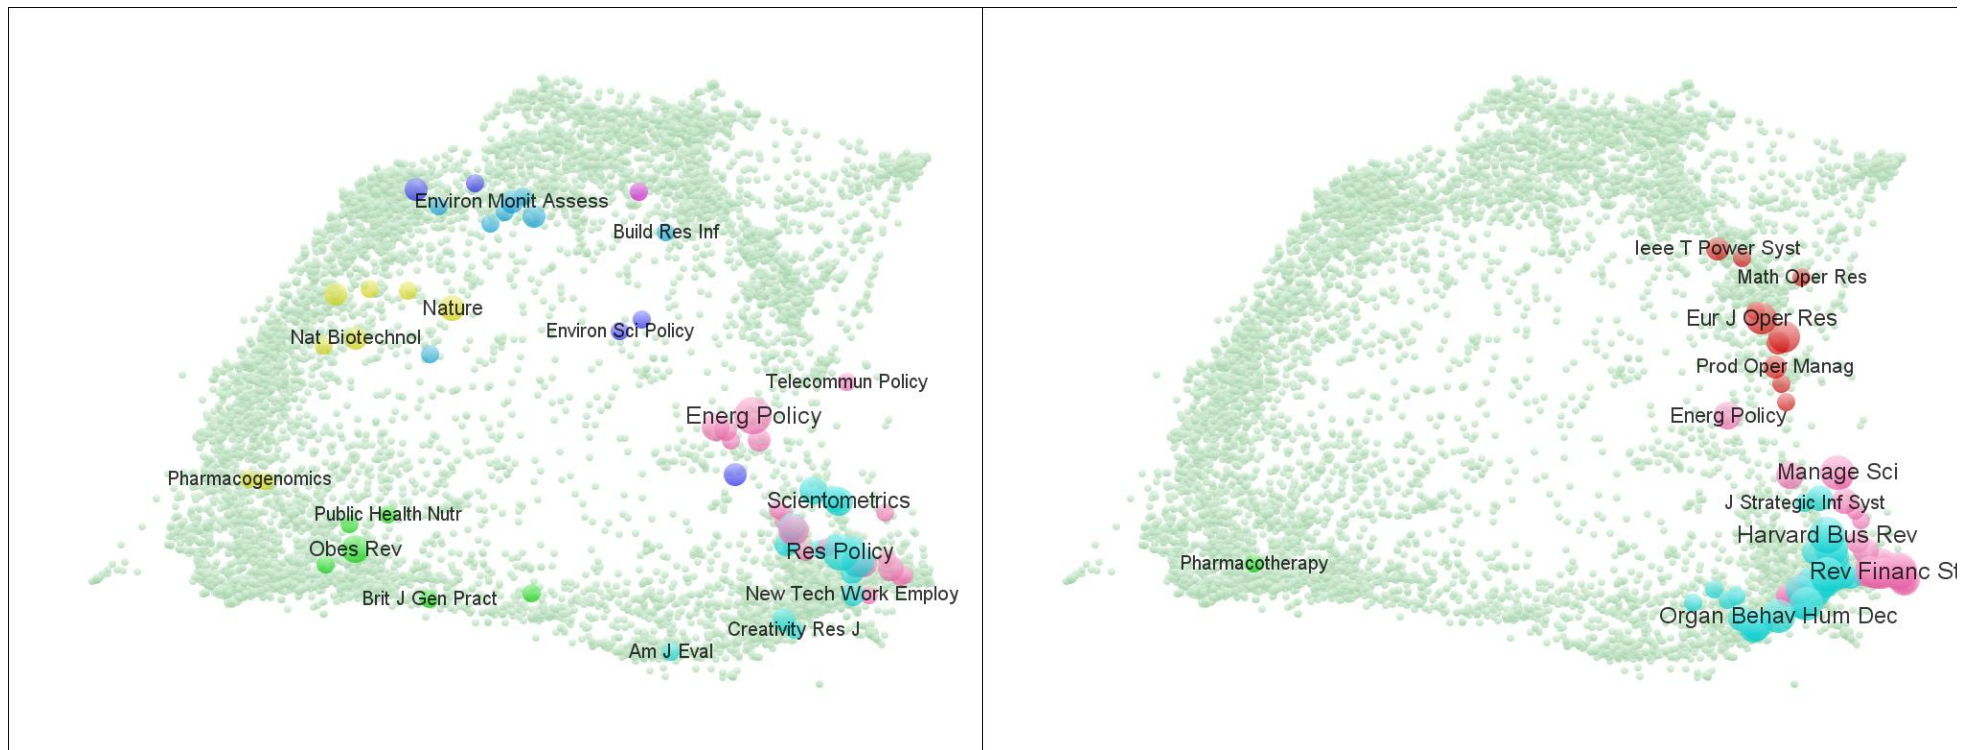 Environ Monit Assess
Build Res Inf
Nature
Environ Sci Policy
Nat Biotechnol
Telecommun Policy
Energ Policy
Pharmacogenomics
Scientometrics
Public Health Nutr
Obes Rev
Res Policy
New Tech Work Employ
Brit J Gen Pract
Creativity Res J
Am J Eval
Ieee T Power Syst
Math Oper Res
Eur J Oper Res
Prod Oper Manag
Energ Policy
Manage Sci
J Strategic Inf Syst
Harvard Bus Rev
Pharmacotherapy
Rev Financ St
Organ Behav Hum Dec